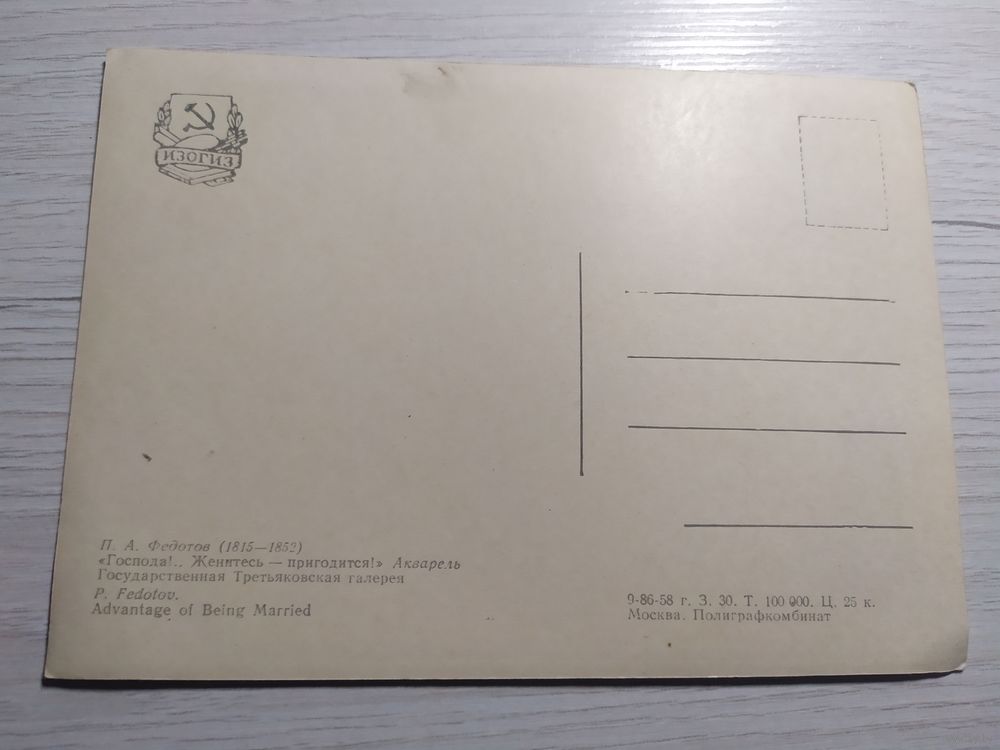 ИЗОГИЗ
П. А. Федотов (1815—1852)
«Господа!.. Женитесь — пригодится!» Акварель
Государственная Третьяковская галерея
P. Fedotov.
Advantage of Being Married
9-86-58 г. З. 30. Т. 100 000. Ц. 25 к.
Москва. Полиграфкомбинат